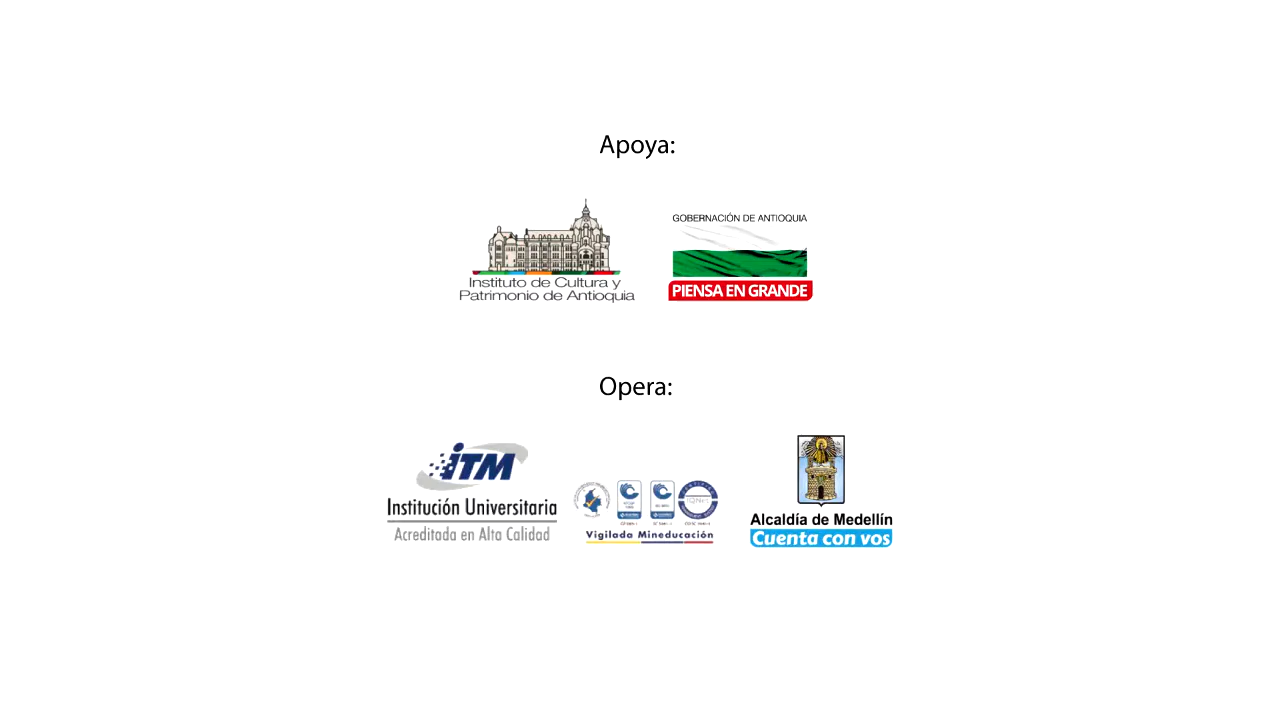 Apoya:
GOBERNACIÓN DE ANTIOQUIA
Instituto de Cultura y
Patrimonio de Antioquia
PIENSA EN GRANDE
Opera:
iTM
Institución Universitaria
Acreditada en Alta Calidad
IQNet
Vigilada Mineducación
Alcaldía de Medellín
Cuenta con vos